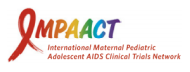 IMPAACT
International Maternal Pediatric
Adolescent AIDS Clinical Trials Network